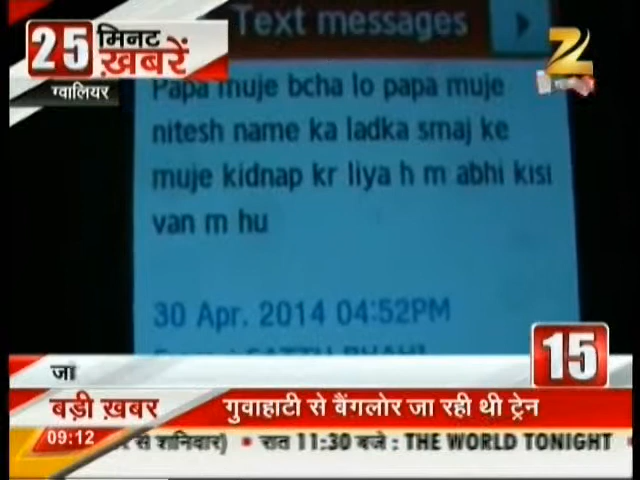 25 मिनट ख़बरें
ग्वालियर
Text messages
Papa muje bcha lo papa muje
nitesh name ka ladka smaj ke
muje kidnap kr liya h m abhi kisi
van m hu
30 Apr. 2014 04:52PM
15
जा
बड़ी ख़बर
गुवाहाटी से बैंगलोर जा रही थी ट्रेन
09:12
र से शनिवार) • रात 11:30 बजे : THE WORLD TONIGHT